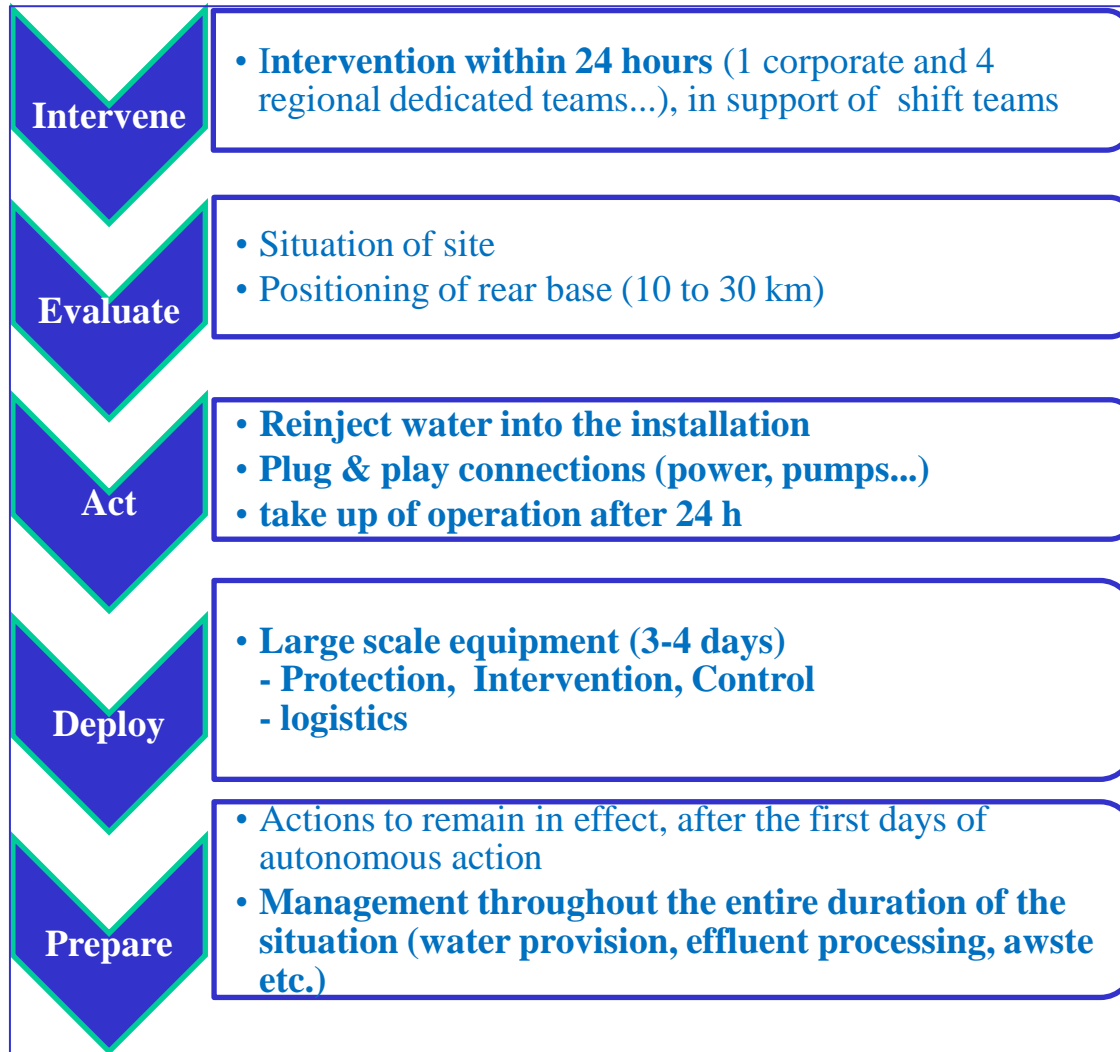 Intervene
• Intervention within 24 hours (1 corporate and 4
regional dedicated teams...), in support of shift teams
Evaluate
• Situation of site
• Positioning of rear base (10 to 30 km)
Act
• Reinject water into the installation
• Plug & play connections (power, pumps...)
• take up of operation after 24 h
Deploy
• Large scale equipment (3-4 days)
- Protection, Intervention, Control
- logistics
Prepare
• Actions to remain in effect, after the first days of
autonomous action
• Management throughout the entire duration of the
situation (water provision, effluent processing, awste
etc.)